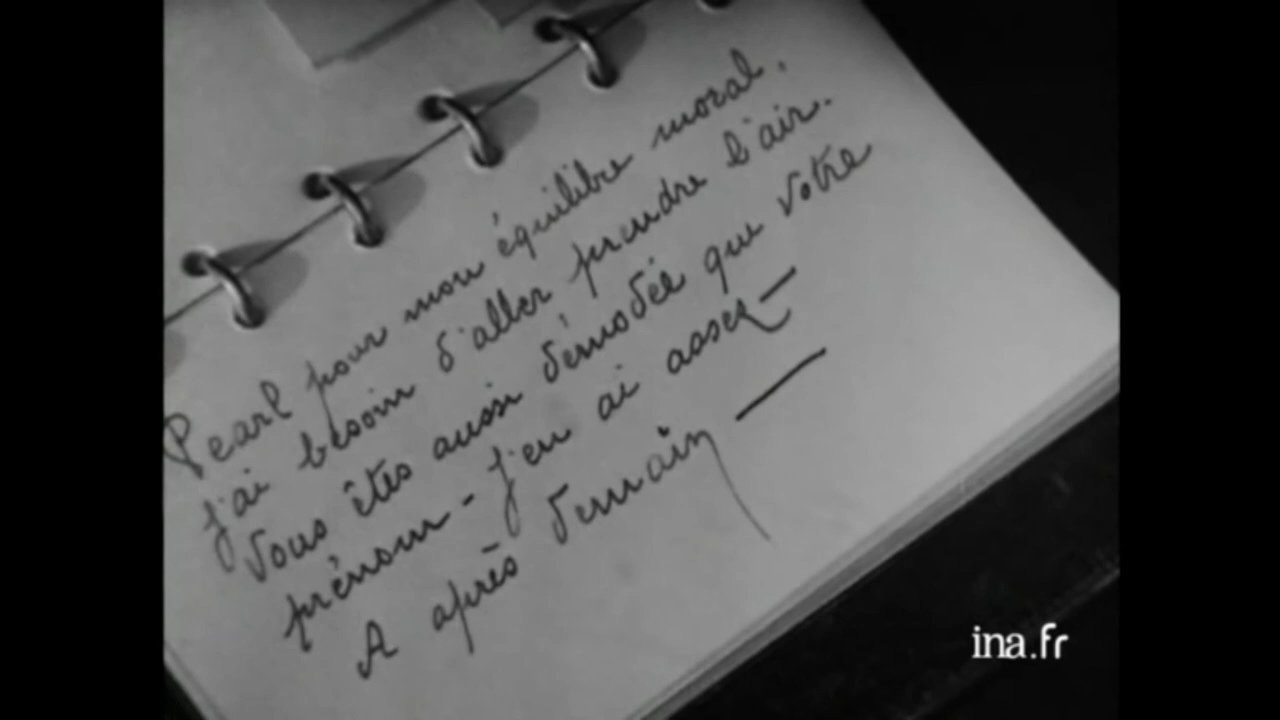 Pearl pour mon équilibre moral,
j'ai besoin d'aller prendre l'air.
Vous êtes aussi démodée que votre
prénom - J'en ai assez -
A après demain —
ina.fr